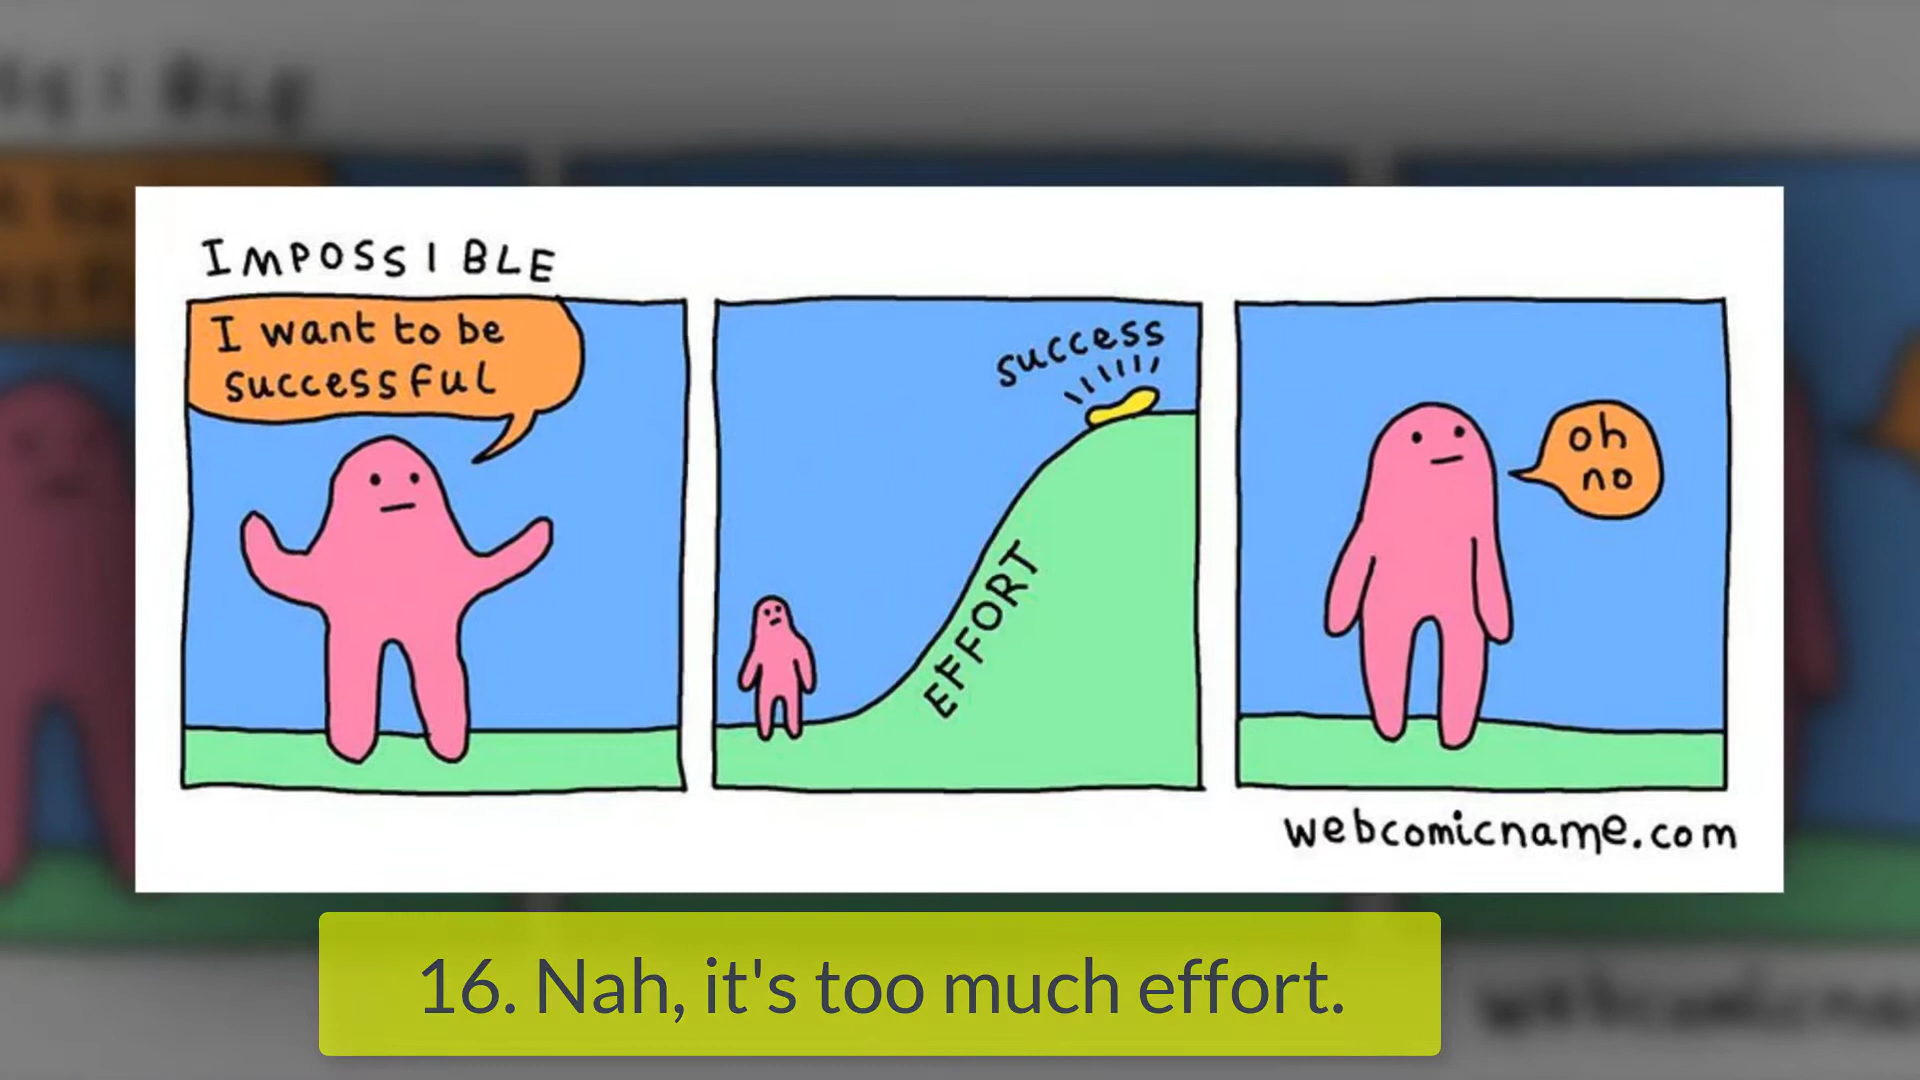 IMPOSSIBLE
I want to be
successful
success
EFFORT
oh
no
webcomicname.com
16. Nah, it's too much effort.